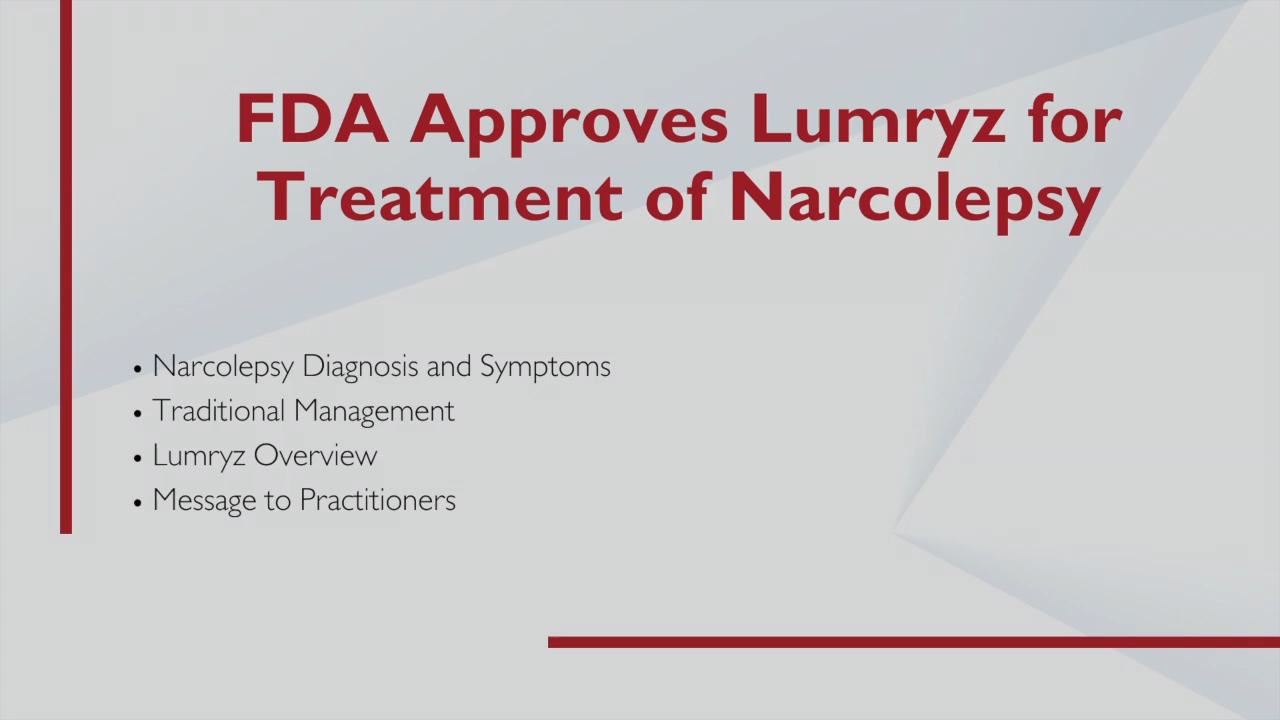 FDA Approves Lumryz for
Treatment of Narcolepsy
• Narcolepsy Diagnosis and Symptoms
• Traditional Management
• Lumryz Overview
• Message to Practitioners